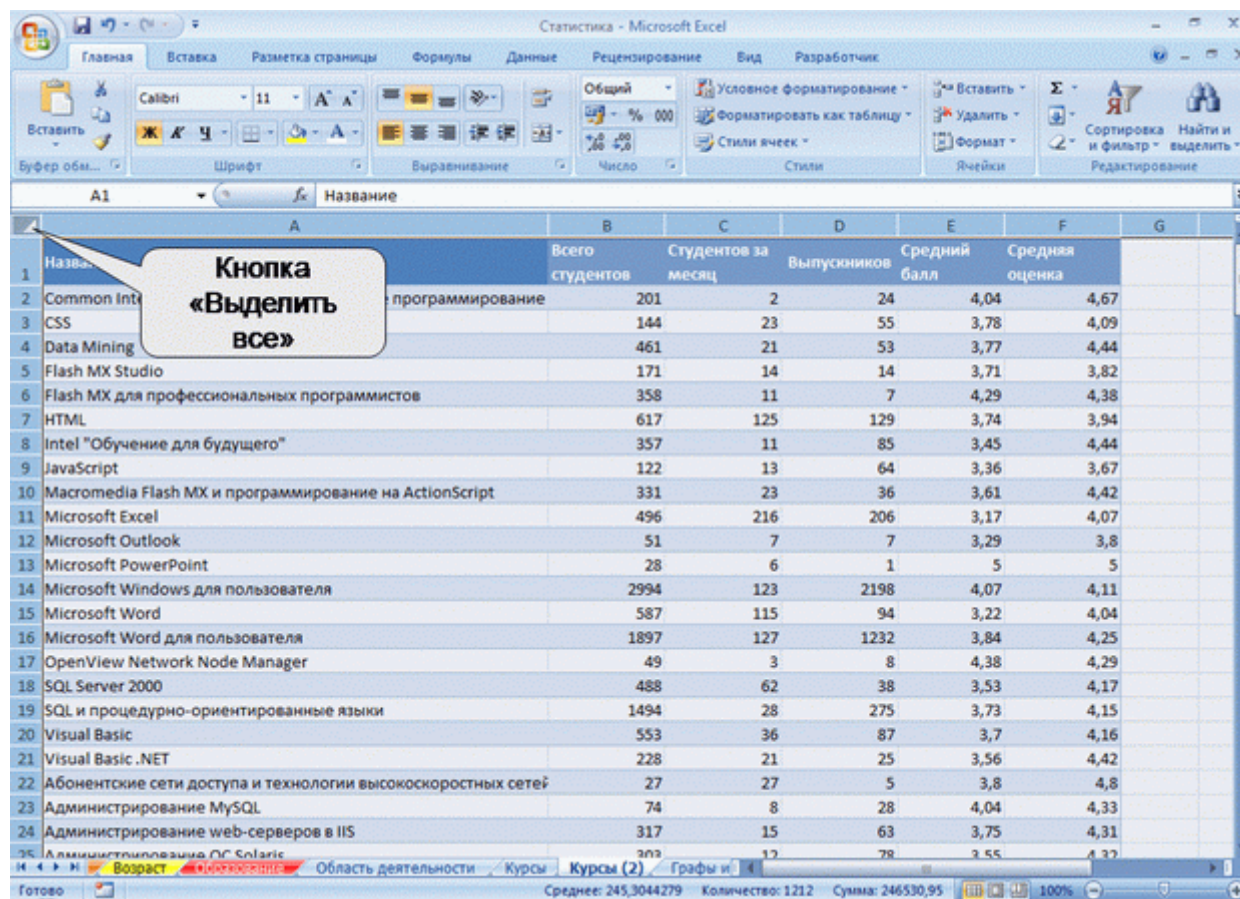 Статистика - Microsoft Excel
Главная Вставка Разметка страницы Формулы Данные Рецензирование Вид Разработчик
Calibri 11 Общий Условное форматирование Вставить Σ
Вставить Ж К Ч % 000 Форматировать как таблицу Удалить Сортировка и фильтр Найти и выделить
Стили ячеек Формат
Буфер обм... Шрифт Выравнивание Число Стили Ячейки Редактирование
A1 fx Название
A B C D E F G
1 Всего студентов Студентов за месяц Выпускников Средний балл Средняя оценка
Кнопка
«Выделить
все»
2 Common программирование 201 2 24 4,04 4,67
3 CSS 144 23 55 3,78 4,09
4 Data Mining 461 21 53 3,77 4,44
5 Flash MX Studio 171 14 14 3,71 3,82
6 Flash MX для профессиональных программистов 358 11 7 4,29 4,38
7 HTML 617 125 129 3,74 3,94
8 Intel "Обучение для будущего" 357 11 85 3,45 4,44
9 JavaScript 122 13 64 3,36 3,67
10 Macromedia Flash MX и программирование на ActionScript 331 23 36 3,61 4,42
11 Microsoft Excel 496 216 206 3,17 4,07
12 Microsoft Outlook 51 7 7 3,29 3,8
13 Microsoft PowerPoint 28 6 1 5 5
14 Microsoft Windows для пользователя 2994 123 2198 4,07 4,11
15 Microsoft Word 587 115 94 3,22 4,04
16 Microsoft Word для пользователя 1897 127 1232 3,84 4,25
17 OpenView Network Node Manager 49 3 8 4,38 4,29
18 SQL Server 2000 488 62 38 3,53 4,17
19 SQL и процедурно-ориентированные языки 1494 28 275 3,73 4,15
20 Visual Basic 553 36 87 3,7 4,16
21 Visual Basic .NET 228 21 25 3,56 4,42
22 Абонентские сети доступа и технологии высокоскоростных сетей 27 27 5 3,8 4,8
23 Администрирование MySQL 74 8 28 4,04 4,33
24 Администрирование web-серверов в IIS 317 15 63 3,75 4,31
25 Администрирование ОС Solaris 303 12 78 3,55 4,32
Возраст Образование Область деятельности Курсы Курсы (2) Графы и
Готово Среднее: 245,3044279 Количество: 1212 Сумма: 246530,95 100%